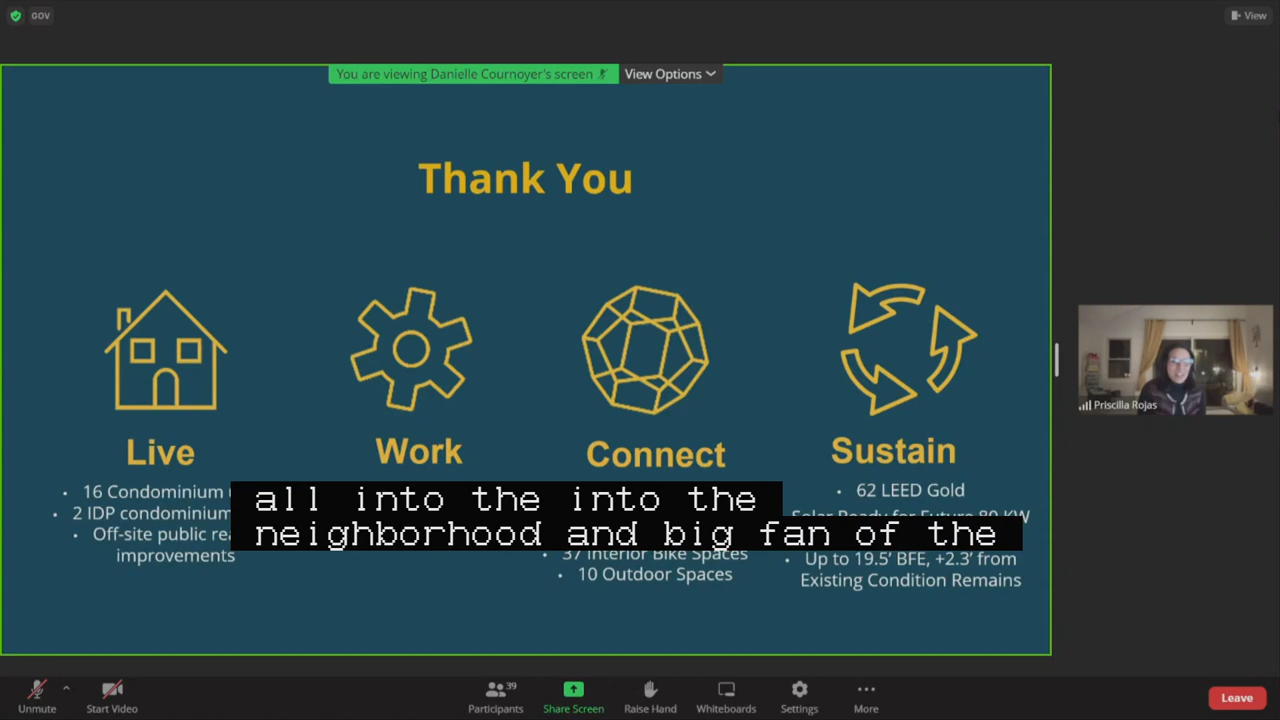 GOV
View
You are viewing Danielle Cournoyer's screen
View Options
Thank You
Live
Work
Connect
Sustain
• 16 Condominium
• 2 IDP condominium
• Off-site public
improvements
• 37 Interior Bike Spaces
• 10 Outdoor Spaces
• 62 LEED Gold
Solar Ready for Future 80 KW
• Up to 19.5' BFE, +2.3' from
Existing Condition Remains
all into the into the
neighborhood and big fan of the
Priscilla Rojas
Unmute
Start Video
39
Participants
Share Screen
Raise Hand
Whiteboards
Settings
More
Leave